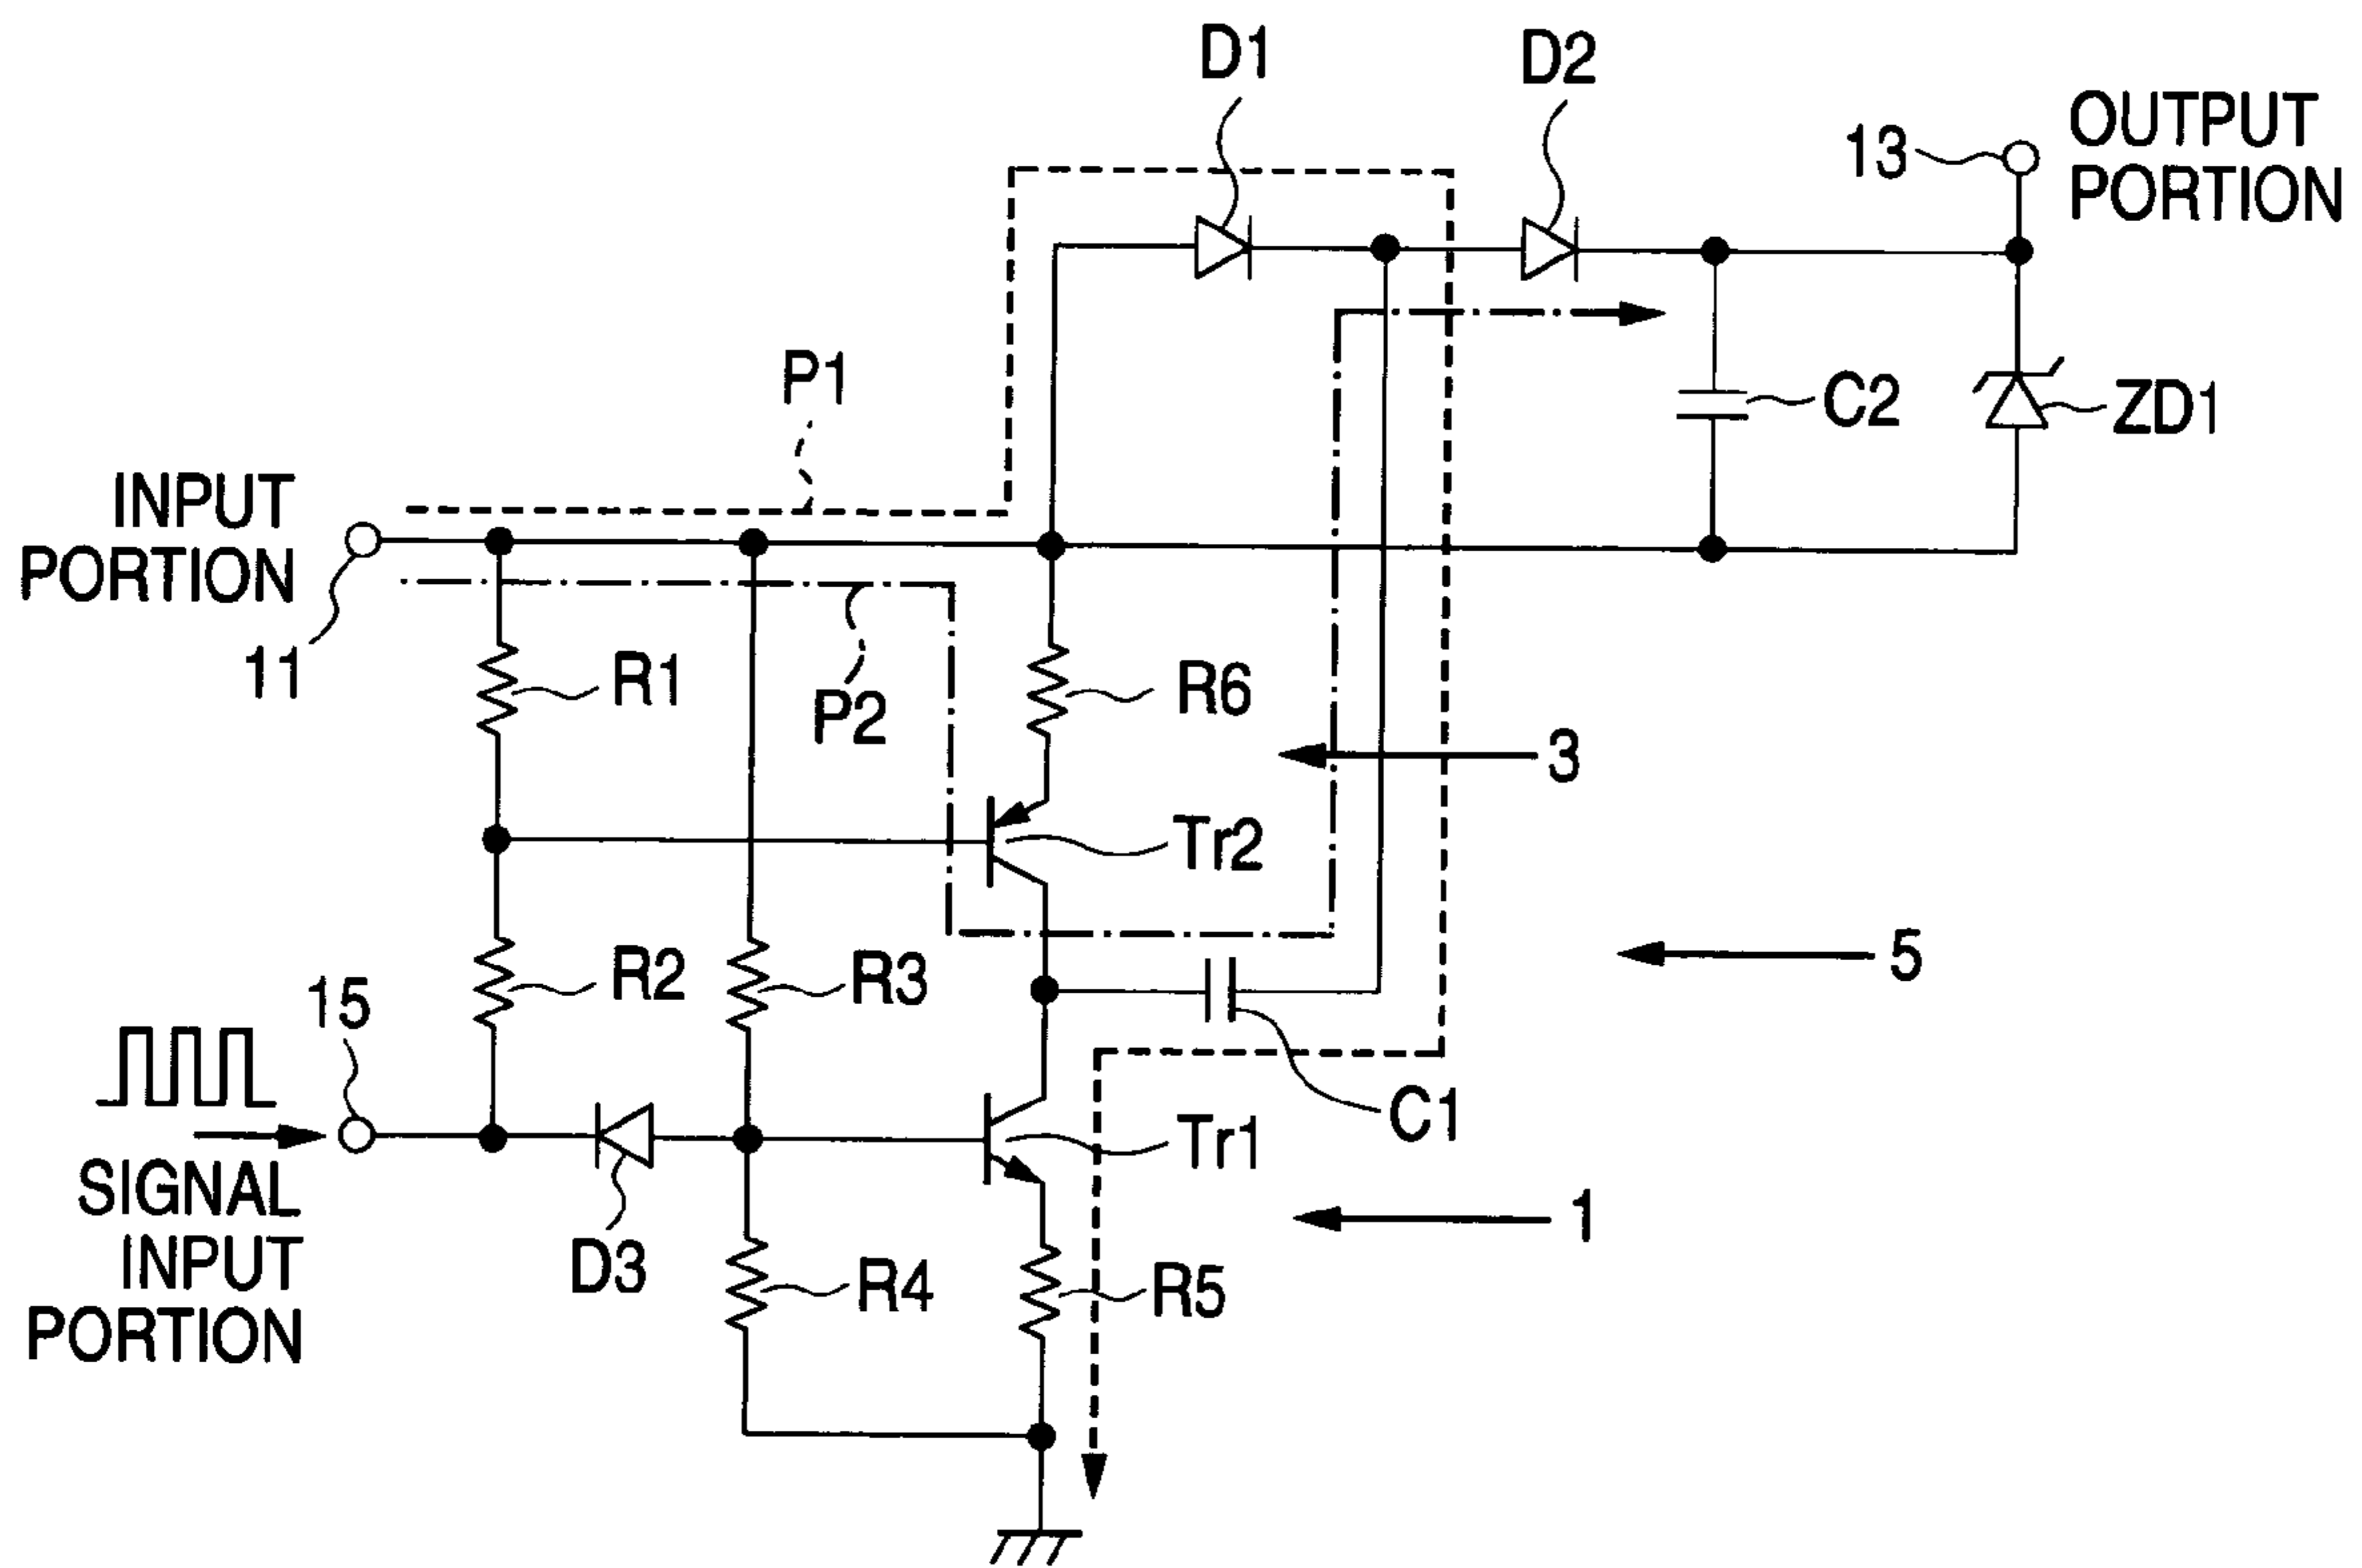 D1
D2
OUTPUT
PORTION
13
P1
C2
ZD1
INPUT
PORTION
11
R1
P2
R6
3
Tr2
5
R2
R3
15
C1
Tr1
SIGNAL
INPUT
PORTION
D3
R4
R5
1